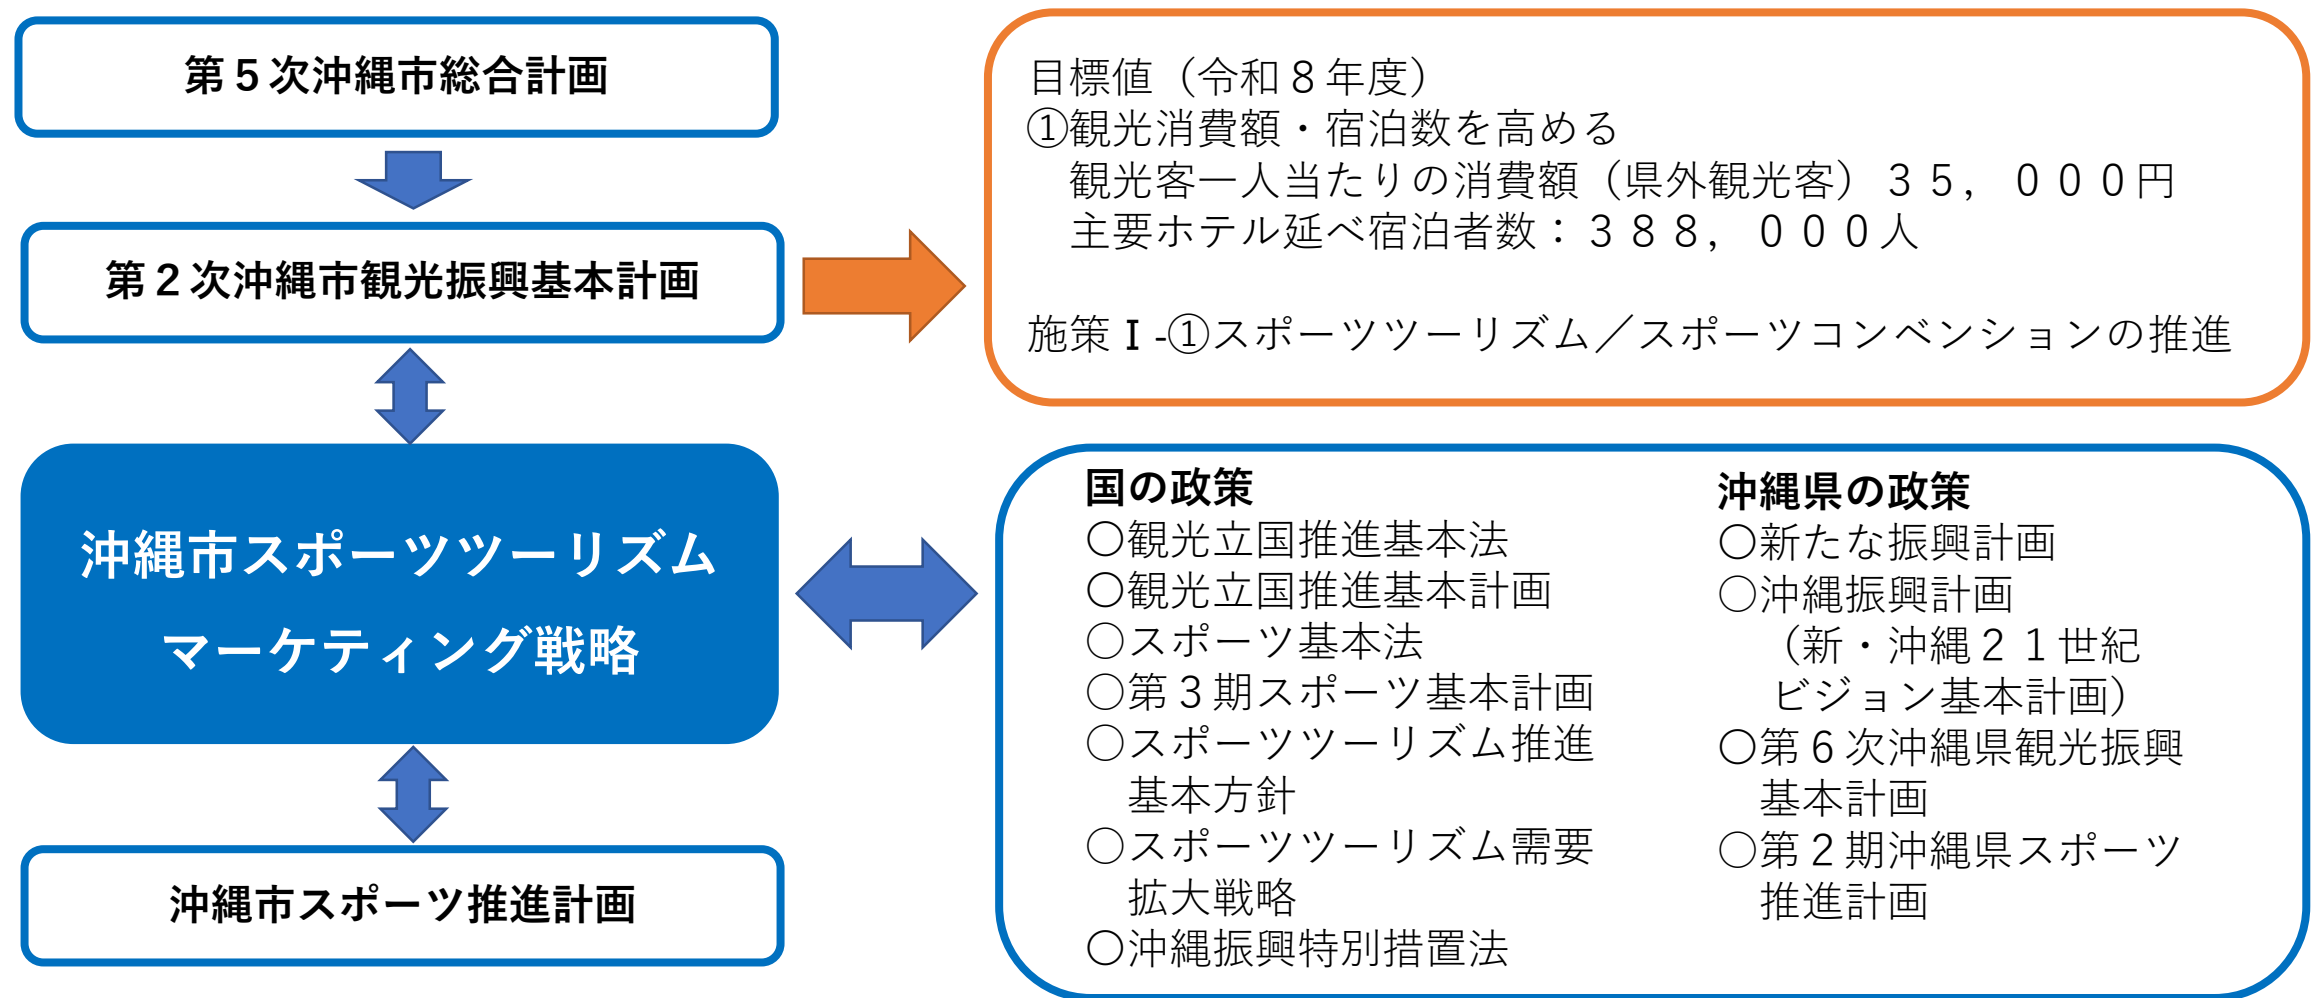 第５次沖縄市総合計画
第２次沖縄市観光振興基本計画
沖縄市スポーツツーリズム
マーケティング戦略
沖縄市スポーツ推進計画
目標値（令和８年度）
①観光消費額・宿泊数を高める
観光客一人当たりの消費額（県外観光客）３５，０００円
主要ホテル延べ宿泊者数：３８８，０００人
施策Ⅰ-①スポーツツーリズム／スポーツコンベンションの推進
国の政策
〇観光立国推進基本法
〇観光立国推進基本計画
○スポーツ基本法
○第３期スポーツ基本計画
○スポーツツーリズム推進
基本方針
○スポーツツーリズム需要
拡大戦略
〇沖縄振興特別措置法
沖縄県の政策
〇新たな振興計画
○沖縄振興計画
（新・沖縄２１世紀
ビジョン基本計画）
〇第６次沖縄県観光振興
基本計画
○第２期沖縄県スポーツ
推進計画